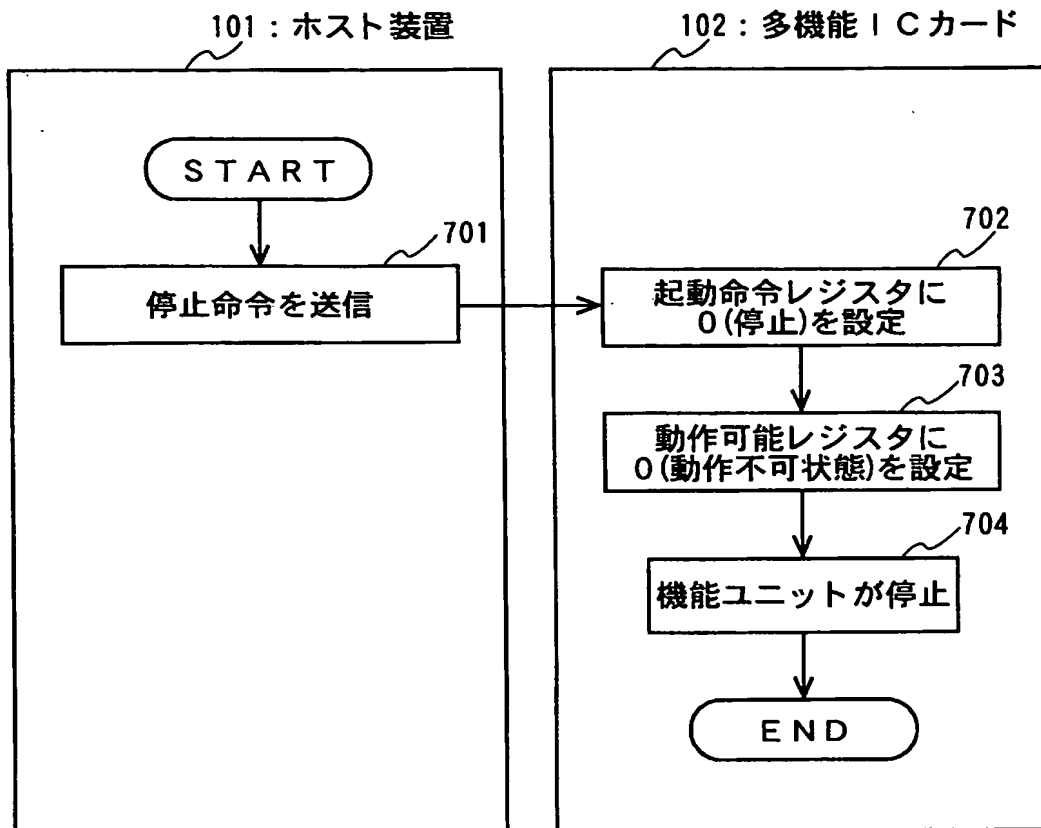 101：ホスト装置
102：多機能ＩＣカード
ＳＴＡＲＴ
701
停止命令を送信
702
起動命令レジスタに
０(停止)を設定
703
動作可能レジスタに
０(動作不可状態)を設定
704
機能ユニットが停止
ＥＮＤ